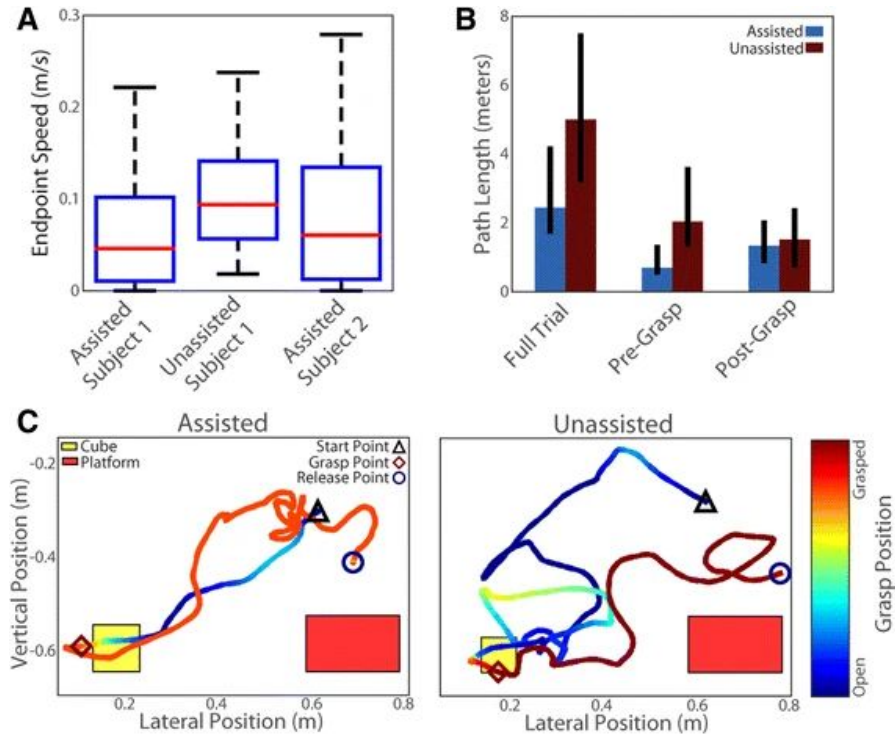 A
Endpoint Speed (m/s)
0.3
0.2
0.1
0
Assisted
Subject 1
Unassisted
Subject 1
Assisted
Subject 2
B
Path Length (meters)
8
6
4
2
0
Assisted
Unassisted
Full Trial
Pre-Grasp
Post-Grasp
C
Assisted
Cube
Platform
Start Point
Grasp Point
Release Point
Vertical Position (m)
-0.2
-0.4
-0.6
0.2
0.4
0.6
0.8
Lateral Position (m)
Unassisted
0.2
0.4
0.6
0.8
Lateral Position (m)
Grasped
Open
Grasp Position